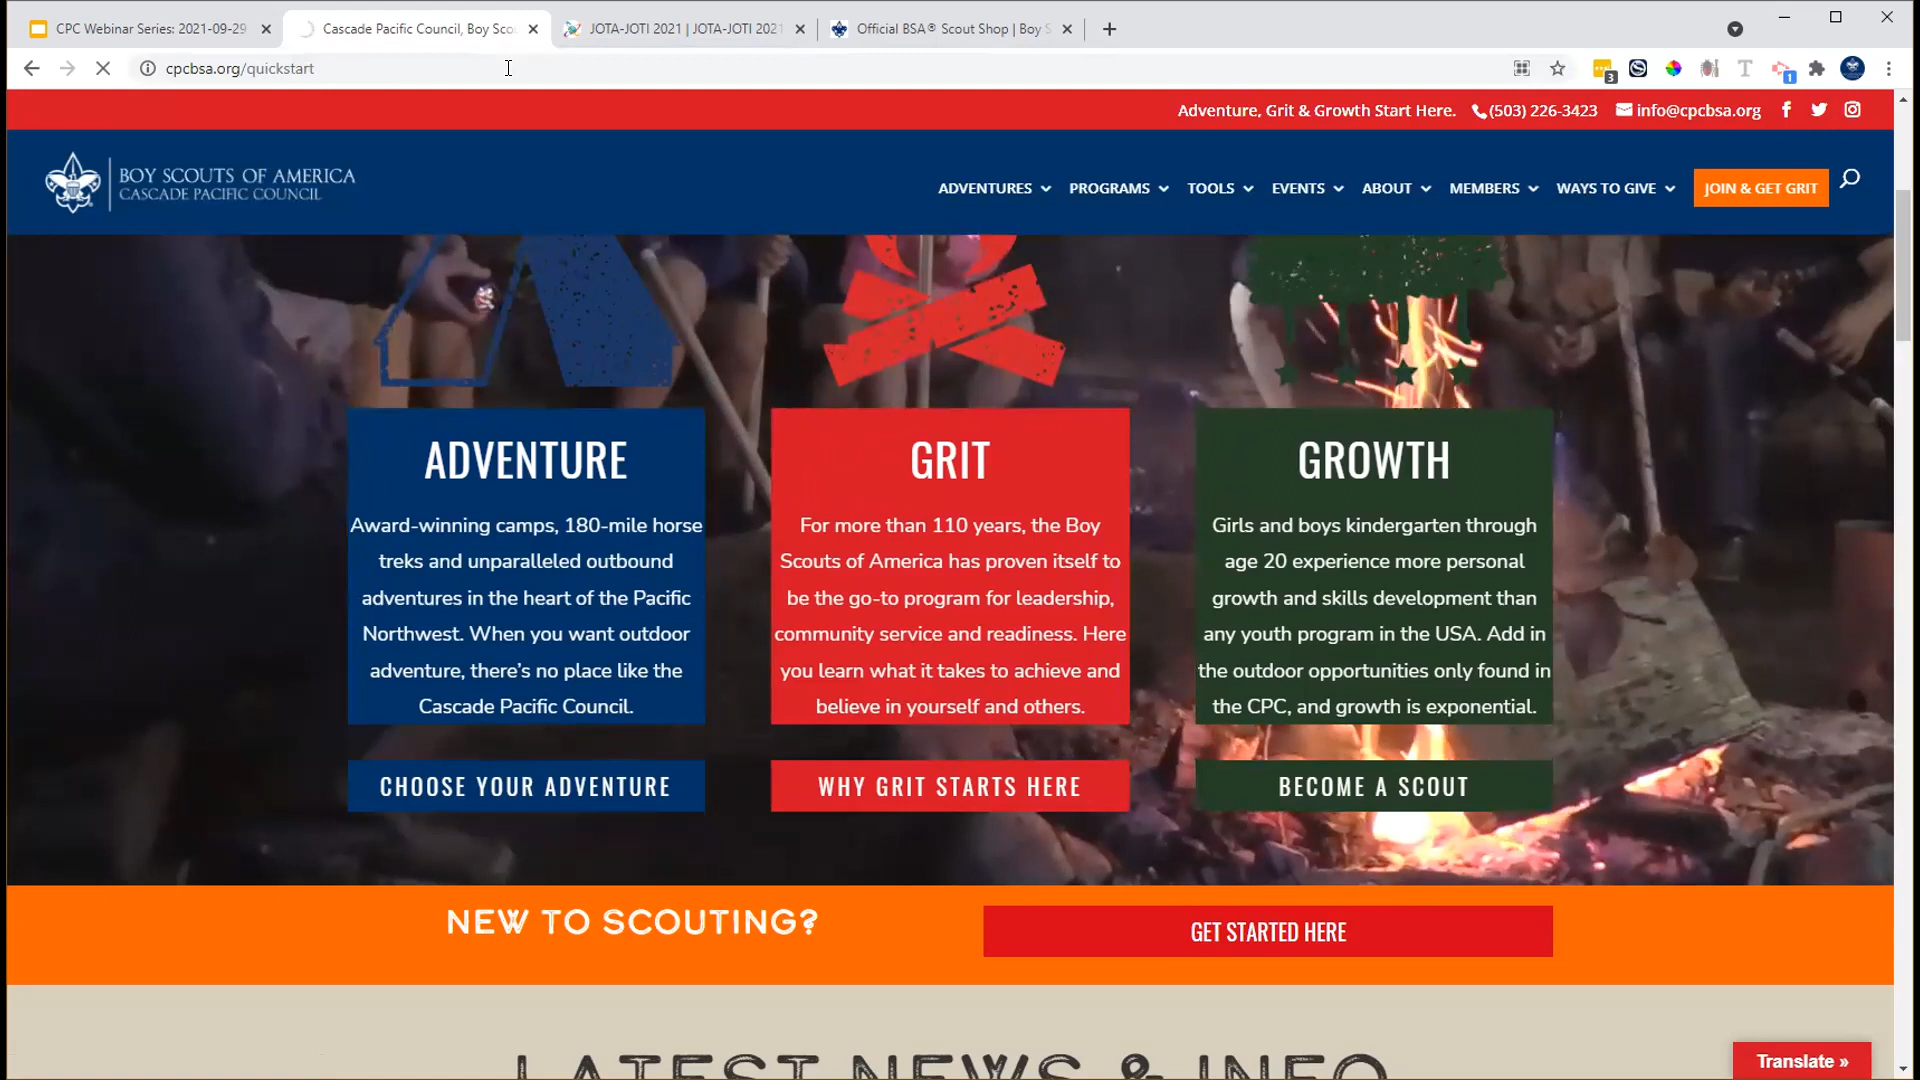 CPC Webinar Series: 2021-09-29
Cascade Pacific Council, Boy Sco
JOTA-JOTI 2021 | JOTA-JOTI 2021
Official BSA® Scout Shop | Boy S
cpcbsa.org/quickstart
3
T
1
Adventure, Grit & Growth Start Here.
(503) 226-3423
info@cpcbsa.org
BOY SCOUTS OF AMERICA
CASCADE PACIFIC COUNCIL
ADVENTURES
PROGRAMS
TOOLS
EVENTS
ABOUT
MEMBERS
WAYS TO GIVE
JOIN & GET GRIT
ADVENTURE
Award-winning camps, 180-mile horse
treks and unparalleled outbound
adventures in the heart of the Pacific
Northwest. When you want outdoor
adventure, there's no place like the
Cascade Pacific Council.
CHOOSE YOUR ADVENTURE
GRIT
For more than 110 years, the Boy
Scouts of America has proven itself to
be the go-to program for leadership,
community service and readiness. Here
you learn what it takes to achieve and
believe in yourself and others.
WHY GRIT STARTS HERE
GROWTH
Girls and boys kindergarten through
age 20 experience more personal
growth and skills development than
any youth program in the USA. Add in
the outdoor opportunities only found in
the CPC, and growth is exponential.
BECOME A SCOUT
NEW TO SCOUTING?
GET STARTED HERE
LATEST NEWS & INFO
Translate »